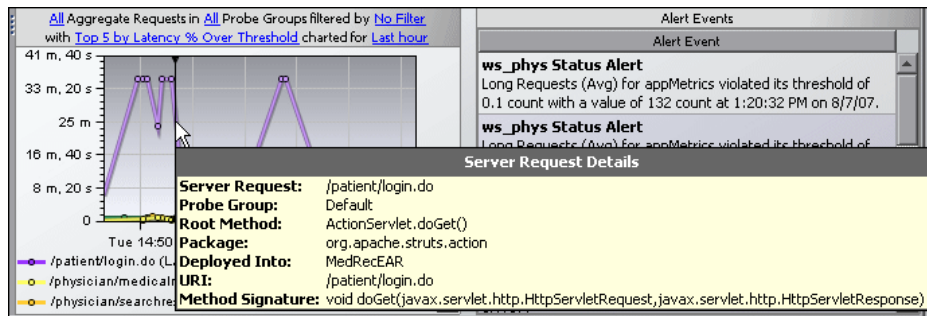 All Aggregate Requests in All Probe Groups filtered by No Filter
with Top 5 by Latency % Over Threshold charted for Last hour
41 m, 40 s
33 m, 20 s
25 m
16 m, 40 s
8 m, 20 s
0
Tue 14:50
/patient/login.do (L
/physician/medicalr
/physician/searchre
Alert Events
Alert Event
ws_phys Status Alert
Long Requests (Avg) for appMetrics violated its threshold of
0.1 count with a value of 132 count at 1:20:32 PM on 8/7/07.
ws_phys Status Alert
Long Requests (Avg) for appMetrics violated its threshold of
Server Request Details
Server Request: /patient/login.do
Probe Group: Default
Root Method: ActionServlet.doGet()
Package: org.apache.struts.action
Deployed Into: MedRecEAR
URI: /patient/login.do
Method Signature: void doGet(javax.servlet.http.HttpServletRequest,javax.servlet.http.HttpServletResponse)